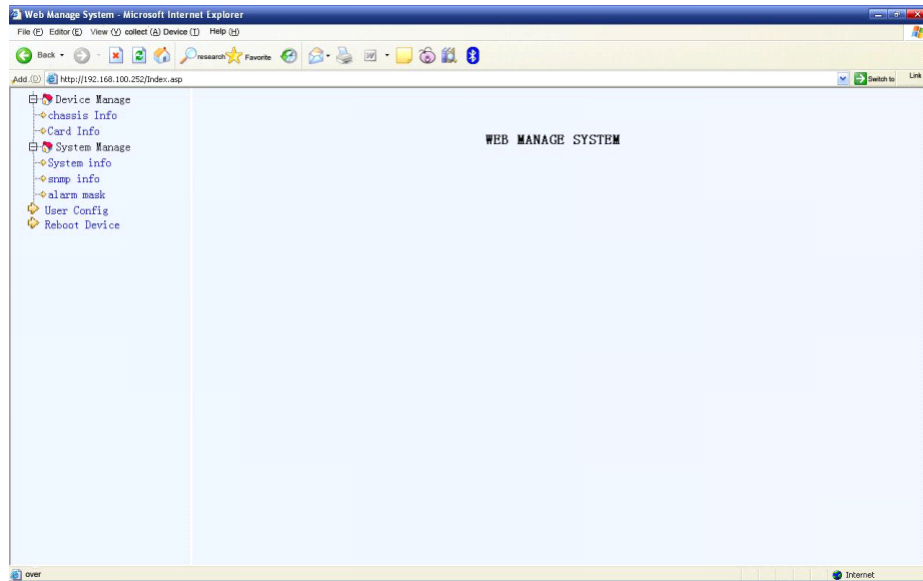 Web Manage System - Microsoft Internet Explorer
File (F) Editor(E) View (V) collect (A) Device (T) Help (H)
Back research Favorite
Add (D) http://192.168.100.252/Index.asp Switch to Link
Device Manage
chassis Info
Card Info
System Manage
System info
snmp info
alarm mask
User Config
Reboot Device
WEB MANAGE SYSTEM
over Internet